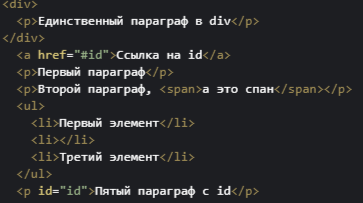 <div>
<p>Единственный параграф в div</p>
</div>
<a href="#id">Ссылка на id</a>
<p>Первый параграф</p>
<p>Второй параграф, <span>а это спан</span></p>
<ul>
<li>Первый элемент</li>
<li></li>
<li>Третий элемент</li>
</ul>
<p id="id">Пятый параграф с id</p>